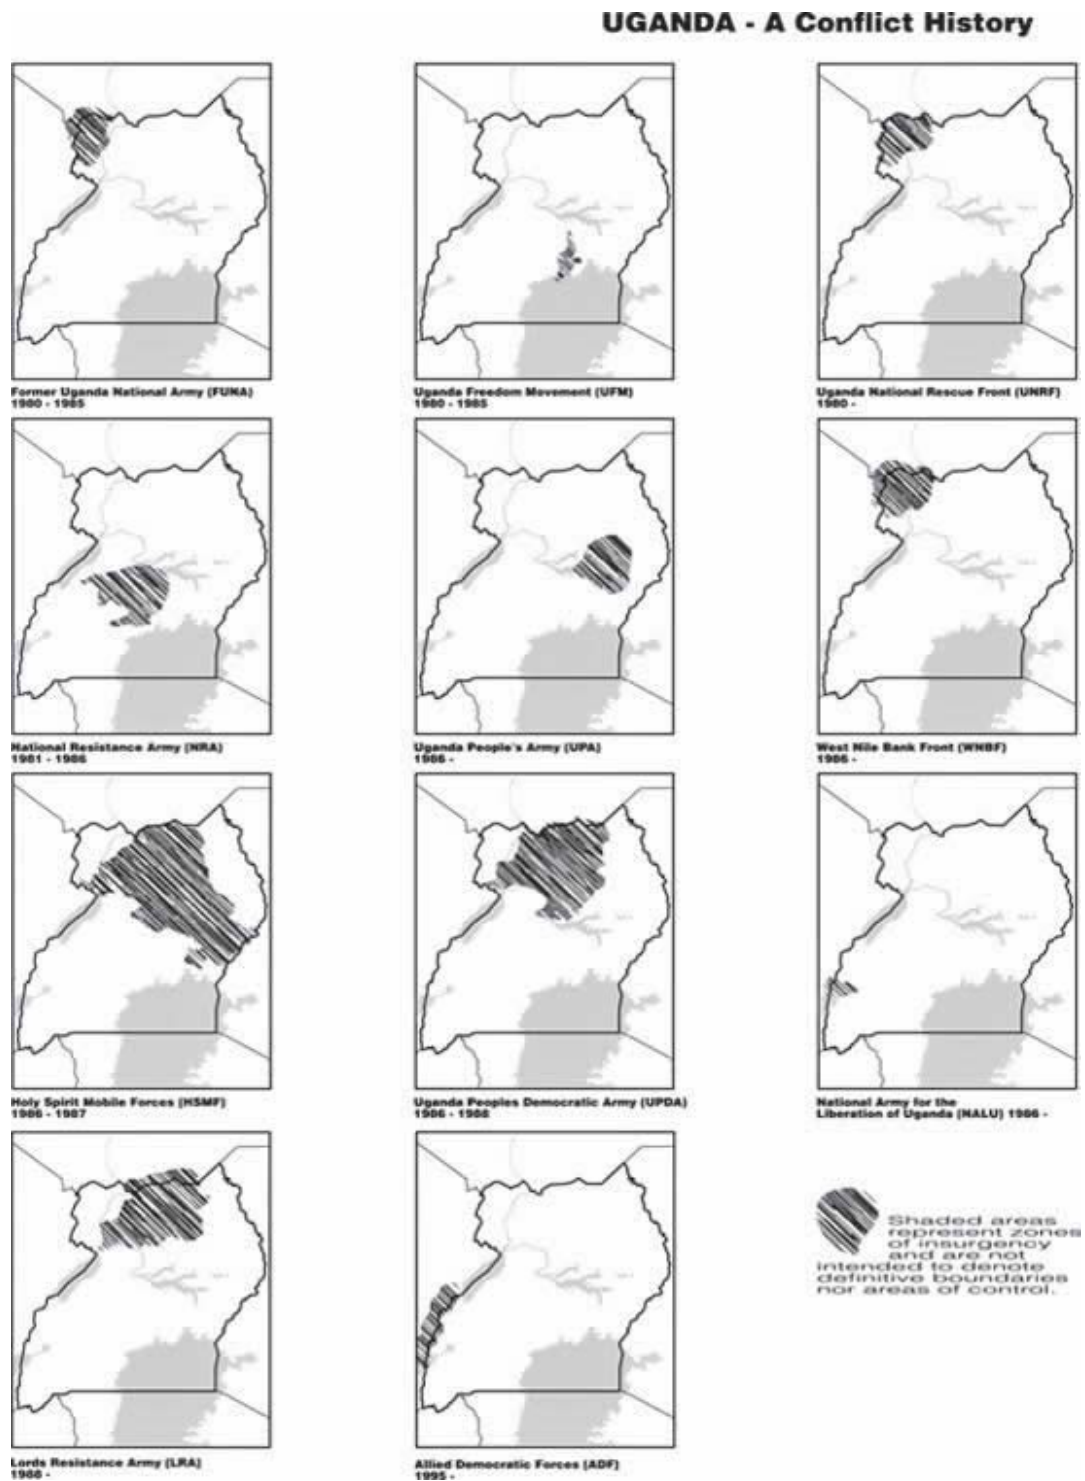 UGANDA - A Conflict History
Former Uganda National Army (FUNA)
1980 - 1985
Uganda Freedom Movement (UFM)
1980 - 1985
Uganda National Rescue Front (UNRF)
1980 -
National Resistance Army (NRA)
1981 - 1986
Uganda People's Army (UPA)
1986 -
West Nile Bank Front (WNBF)
1986 -
Holy Spirit Mobile Forces (HSMF)
1986 - 1987
Uganda Peoples Democratic Army (UPDA)
1986 - 1988
National Army for the
Liberation of Uganda (NALU) 1986 -
Lords Resistance Army (LRA)
1988 -
Allied Democratic Forces (ADF)
1995 -
Shaded areas
represent zones
of insurgency
and are not
intended to denote
definitive boundaries
nor areas of control.